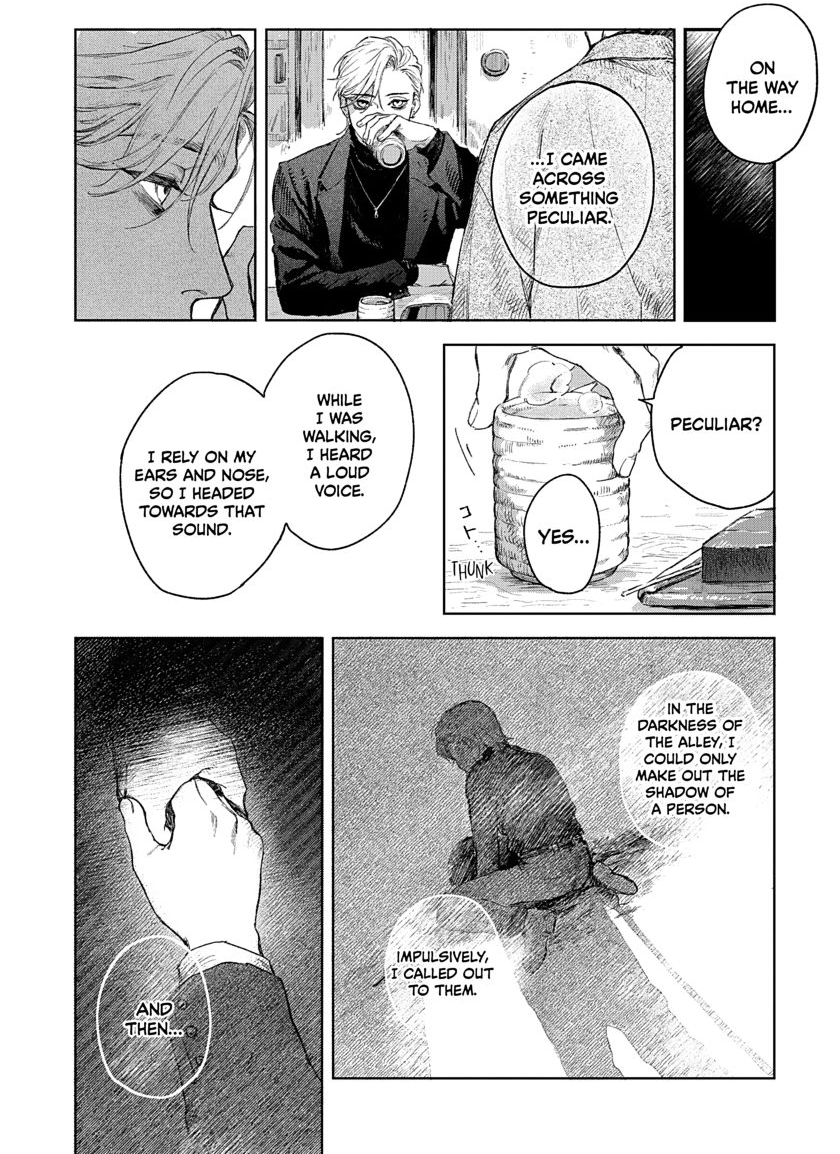 ON
THE WAY
HOME...
...I CAME
ACROSS
SOMETHING
PECULIAR.
PECULIAR?
YES...
コト...
THUNK
WHILE
I WAS
WALKING,
I HEARD
A LOUD
VOICE.
I RELY ON MY
EARS AND NOSE,
SO I HEADED
TOWARDS THAT
SOUND.
IN THE
DARKNESS OF
THE ALLEY, I
COULD ONLY
MAKE OUT THE
SHADOW OF
A PERSON.
IMPULSIVELY,
I CALLED OUT
TO THEM.
AND
THEN...